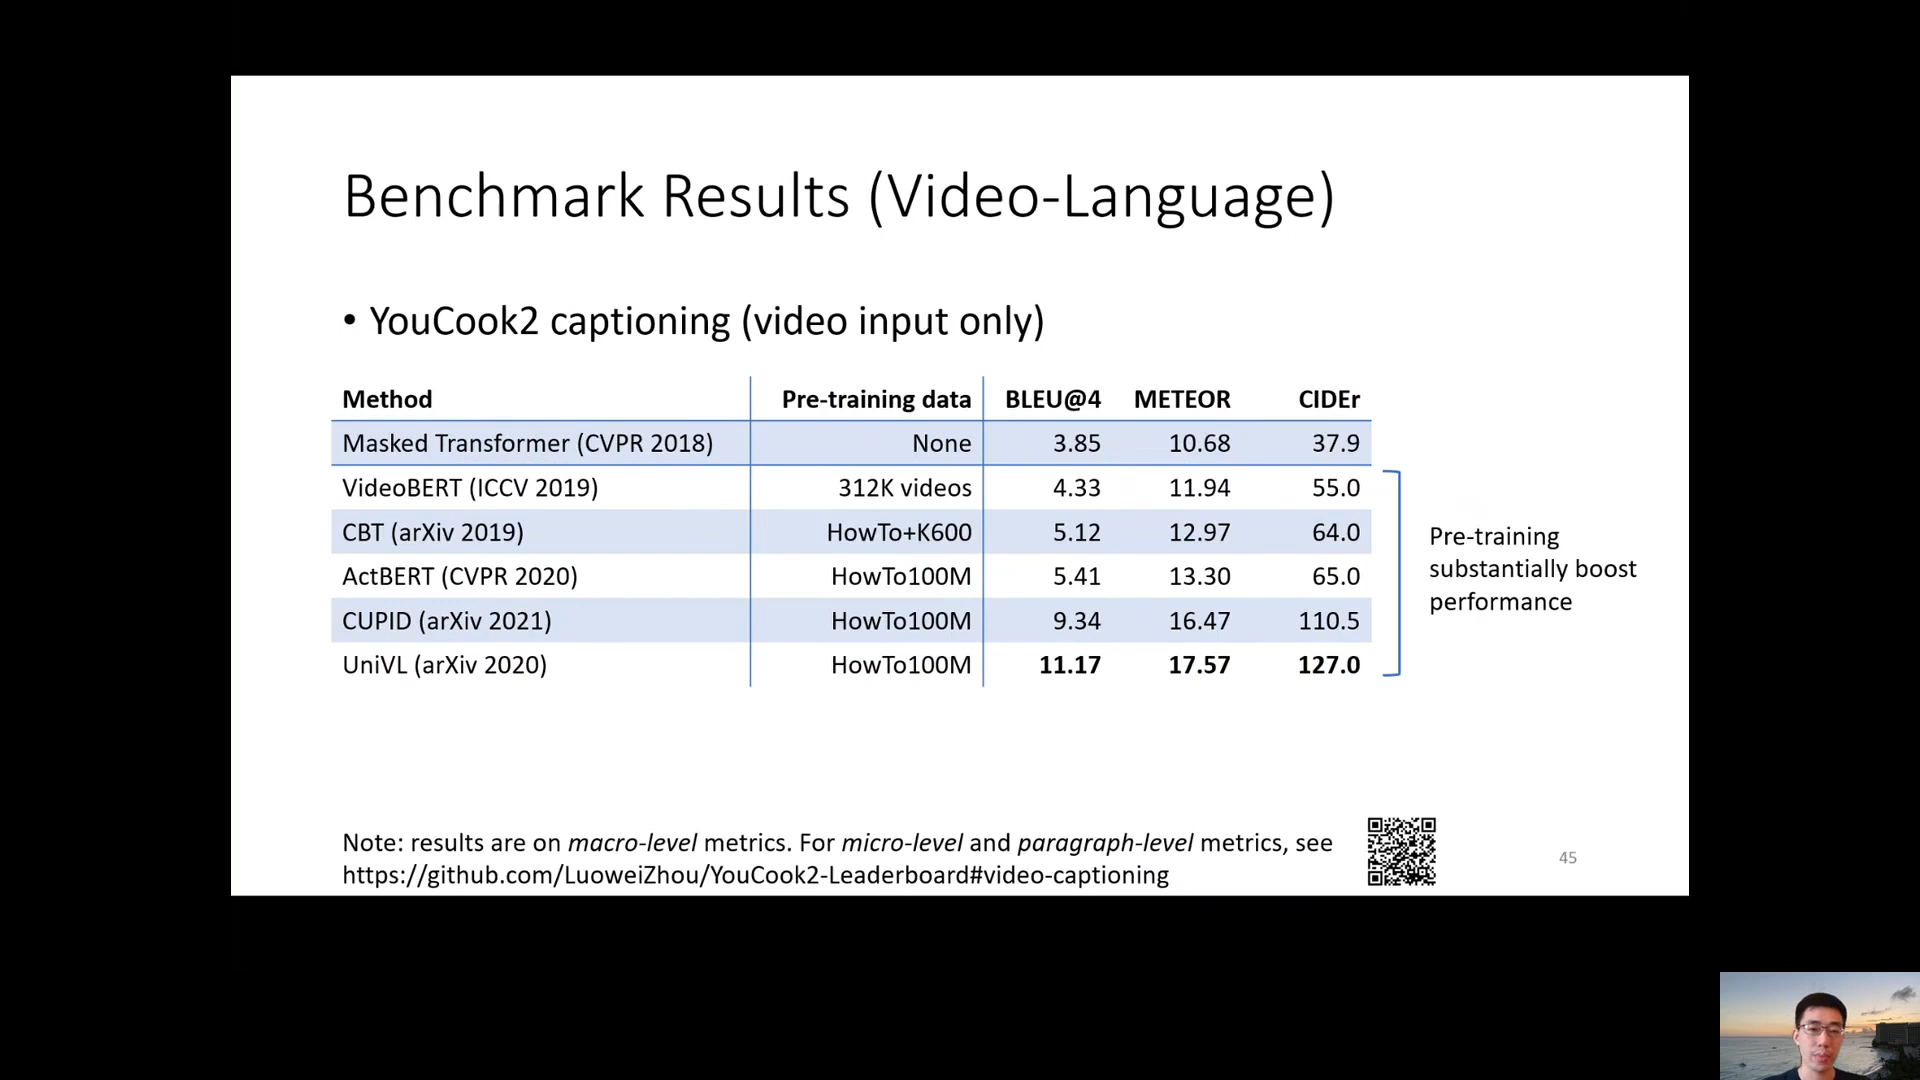 Benchmark Results (Video-Language)
• YouCook2 captioning (video input only)
Method Pre-training data BLEU@4 METEOR CIDEr
Masked Transformer (CVPR 2018) None 3.85 10.68 37.9
VideoBERT (ICCV 2019) 312K videos 4.33 11.94 55.0
CBT (arXiv 2019) HowTo+K600 5.12 12.97 64.0
ActBERT (CVPR 2020) HowTo100M 5.41 13.30 65.0
CUPID (arXiv 2021) HowTo100M 9.34 16.47 110.5
UniVL (arXiv 2020) HowTo100M 11.17 17.57 127.0
Pre-training
substantially boost
performance
Note: results are on macro-level metrics. For micro-level and paragraph-level metrics, see
https://github.com/LuoweiZhou/YouCook2-Leaderboard#video-captioning
45